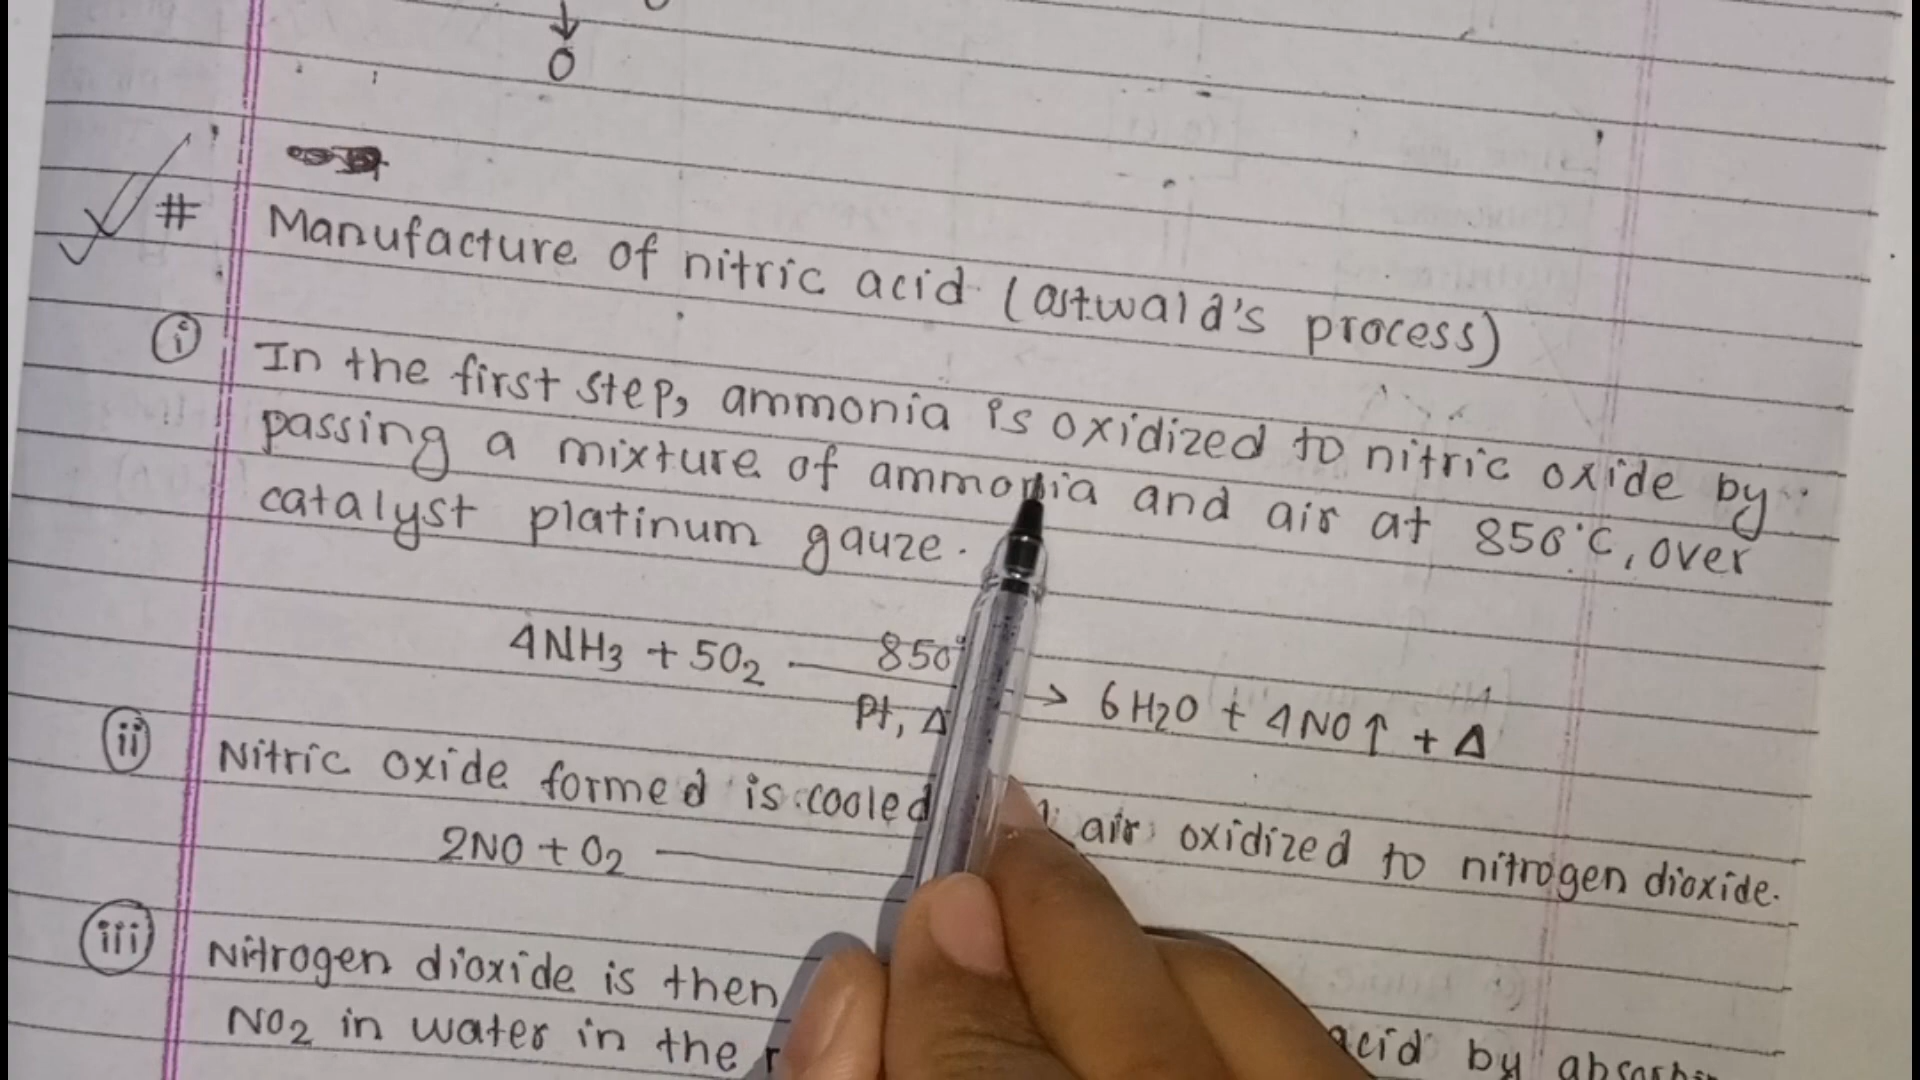 O
# Manufacture of nitric acid (ostwald's process)
(i) In the first step, ammonia is oxidized to nitric oxide by
passing a mixture of ammonia and air at 850°C, over
catalyst platinum gauze.
4NH3 + 5O2 850°
Pt, Δ → 6H2O + 4NO↑ + Δ
(ii) Nitric oxide formed is cooled air oxidized to nitrogen dioxide.
2NO + O2
(iii) Nitrogen dioxide is then
NO2 in water in the acid by